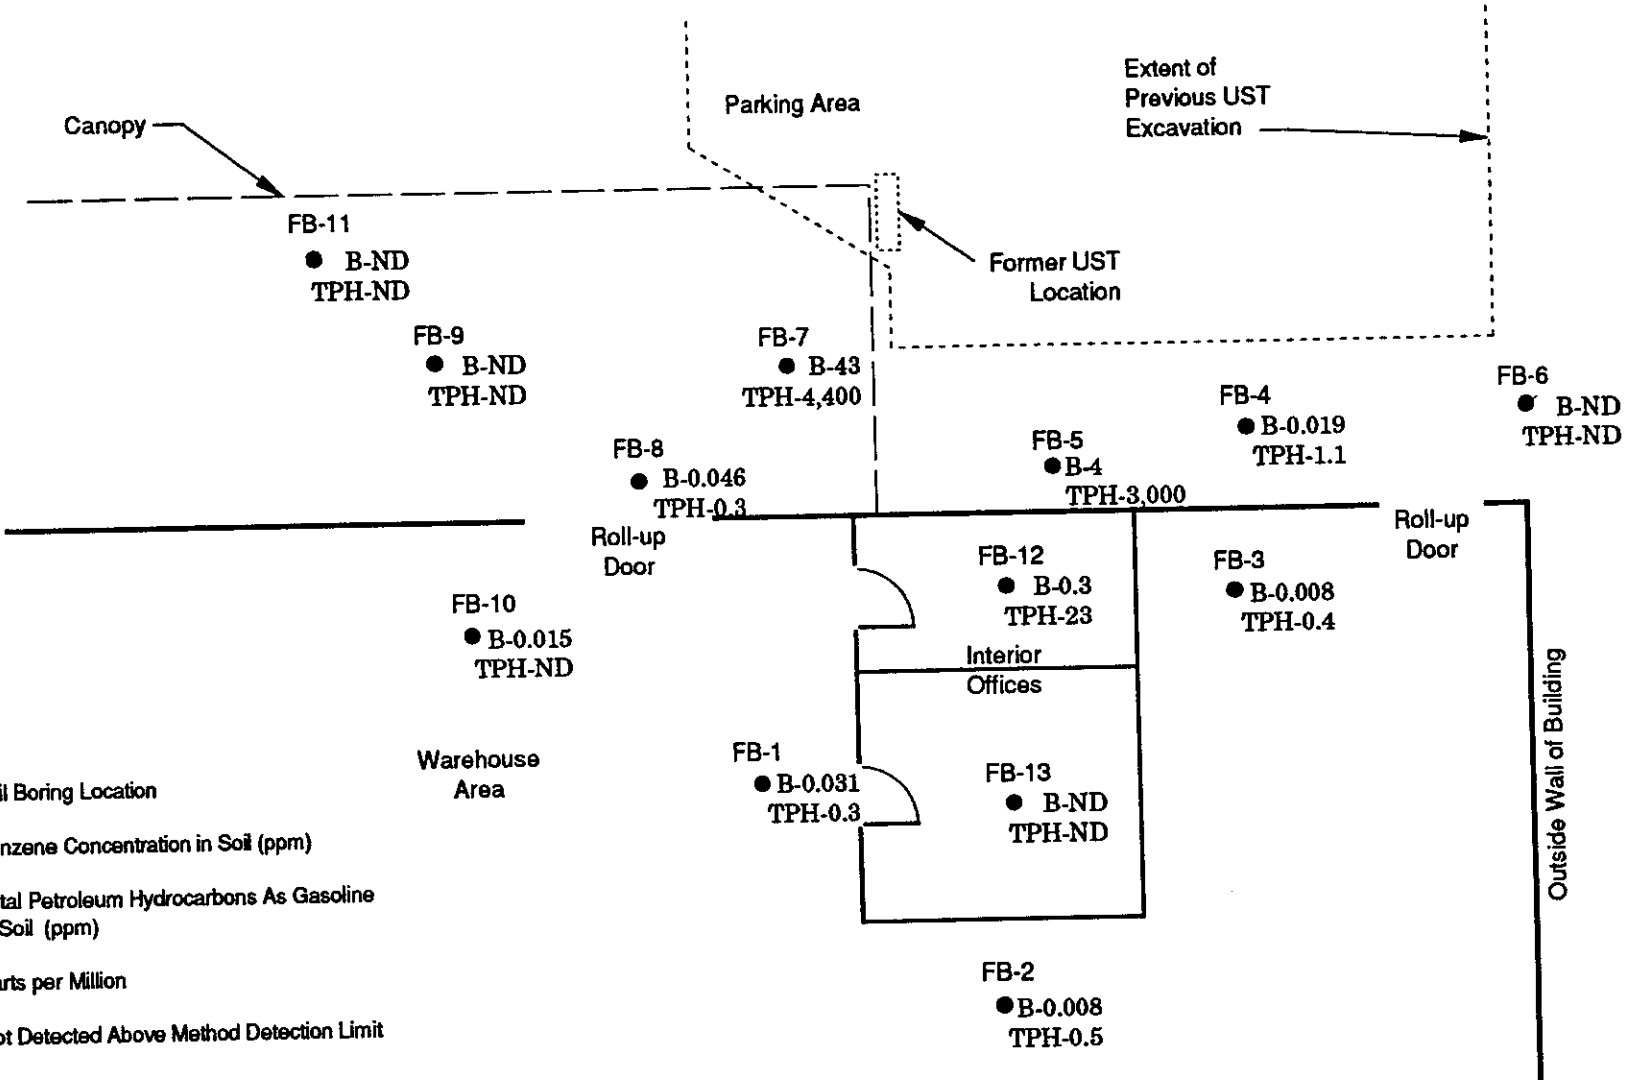 Parking Area
Extent of
Previous UST
Excavation
Canopy
Former UST
Location
FB-11
B-ND
TPH-ND
FB-9
B-ND
TPH-ND
FB-7
B-43
TPH-4,400
FB-8
B-0.046
TPH-0.3
FB-5
B-4
TPH-3,000
FB-4
B-0.019
TPH-1.1
FB-6
B-ND
TPH-ND
Roll-up
Door
Roll-up
Door
FB-12
B-0.3
TPH-23
FB-3
B-0.008
TPH-0.4
FB-10
B-0.015
TPH-ND
Interior
Offices
Warehouse
Area
FB-1
B-0.031
TPH-0.3
FB-13
B-ND
TPH-ND
Outside Wall of Building
FB-2
B-0.008
TPH-0.5
il Boring Location
nzene Concentration in Soil (ppm)
tal Petroleum Hydrocarbons As Gasoline
Soil (ppm)
arts per Million
ot Detected Above Method Detection Limit